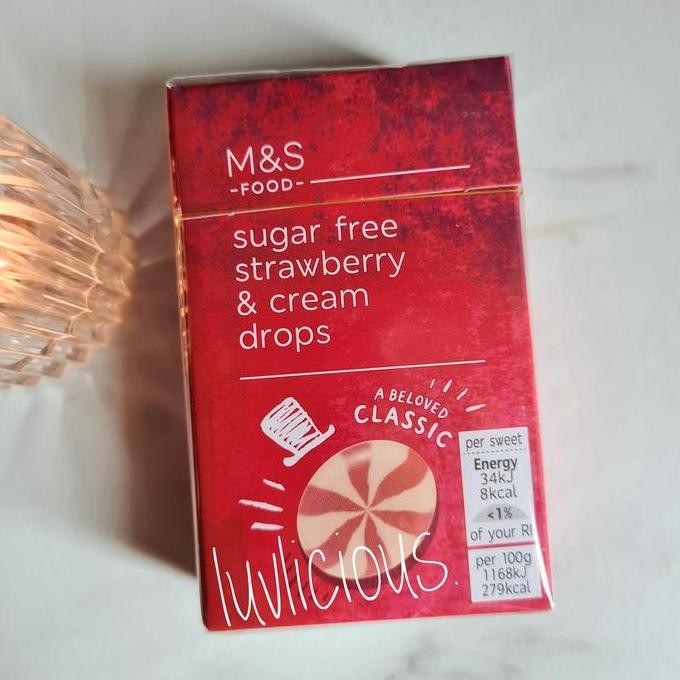 M&S
-FOOD-
sugar free
strawberry
& cream
drops
A BELOVED
CLASSIC
per sweet
Energy
34kJ
8kcal
<1%
of your RI
per 100g
1168kJ
279kcal
luvlicious.